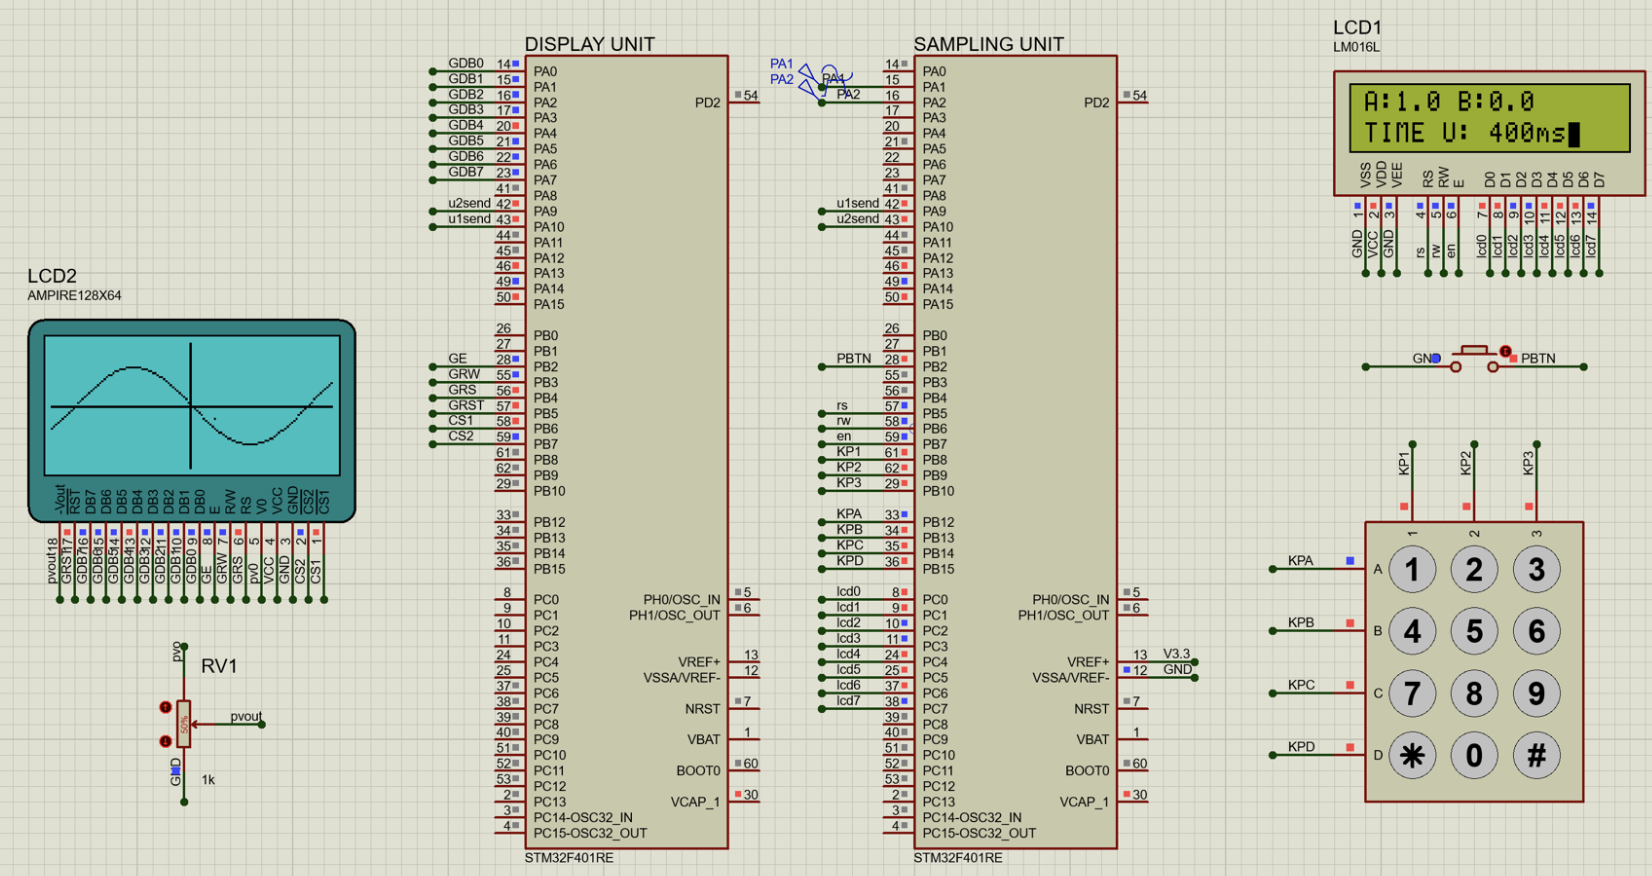 DISPLAY UNIT
GDB0 14 PA0
GDB1 15 PA1
GDB2 16 PA2
GDB3 17 PA3
GDB4 20 PA4
GDB5 21 PA5
GDB6 22 PA6
GDB7 23 PA7
41 PA8
u2send 42 PA9
u1send 43 PA10
44 PA11
45 PA12
46 PA13
49 PA14
50 PA15
26 PB0
27 PB1
GE 28 PB2
GRW 55 PB3
GRS 56 PB4
GRST 57 PB5
CS1 58 PB6
CS2 59 PB7
61 PB8
62 PB9
29 PB10
33 PB12
34 PB13
35 PB14
36 PB15
8 PC0
9 PC1
10 PC2
11 PC3
24 PC4
25 PC5
37 PC6
38 PC7
39 PC8
40 PC9
51 PC10
52 PC11
53 PC12
2 PC13
3 PC14-OSC32_IN
4 PC15-OSC32_OUT
PD2 54
PH0/OSC_IN 5
PH1/OSC_OUT 6
VREF+ 13
VSSA/VREF- 12
NRST 7
VBAT 1
BOOT0 60
VCAP_1 30
STM32F401RE
SAMPLING UNIT
PA1
PA2
14 PA0
PA1 15 PA1
PA2 16 PA2
17 PA3
20 PA4
21 PA5
22 PA6
23 PA7
41 PA8
u1send 42 PA9
u2send 43 PA10
44 PA11
45 PA12
46 PA13
49 PA14
50 PA15
26 PB0
27 PB1
PBTN 28 PB2
55 PB3
56 PB4
rs 57 PB5
rw 58 PB6
en 59 PB7
KP1 61 PB8
KP2 62 PB9
KP3 29 PB10
KPA 33 PB12
KPB 34 PB13
KPC 35 PB14
KPD 36 PB15
lcd0 8 PC0
lcd1 9 PC1
lcd2 10 PC2
lcd3 11 PC3
lcd4 24 PC4
lcd5 25 PC5
lcd6 37 PC6
lcd7 38 PC7
39 PC8
40 PC9
51 PC10
52 PC11
53 PC12
2 PC13
3 PC14-OSC32_IN
4 PC15-OSC32_OUT
PD2 54
PH0/OSC_IN 5
PH1/OSC_OUT 6
VREF+ 13 V3.3
VSSA/VREF- 12 GND
NRST 7
VBAT 1
BOOT0 60
VCAP_1 30
STM32F401RE
LCD1
LM016L
A:1.0 B:0.0
TIME U: 400ms
VSS VDD VEE RS RW E D0 D1 D2 D3 D4 D5 D6 D7
1 2 3 4 5 6 7 8 9 10 11 12 13 14
GND VCC GND rs rw en lcd0 lcd1 lcd2 lcd3 lcd4 lcd5 lcd6 lcd7
GND PBTN
KP1 KP2 KP3
1 2 3
KPA A 1 2 3
KPB B 4 5 6
KPC C 7 8 9
KPD D ✱ 0 #
LCD2
AMPIRE128X64
-Vout RST DB7 DB6 DB5 DB4 DB3 DB2 DB1 DB0 E R/W RS V0 VCC GND CS2 CS1
18 17 16 15 14 13 12 11 10 9 8 7 6 5 4 3 2 1
pvout GRST GDB7 GDB6 GDB5 GDB4 GDB3 GDB2 GDB1 GDB0 GE GRW GRS pv0 VCC GND CS2 CS1
pvo
RV1
50%
pvout
GND
1k